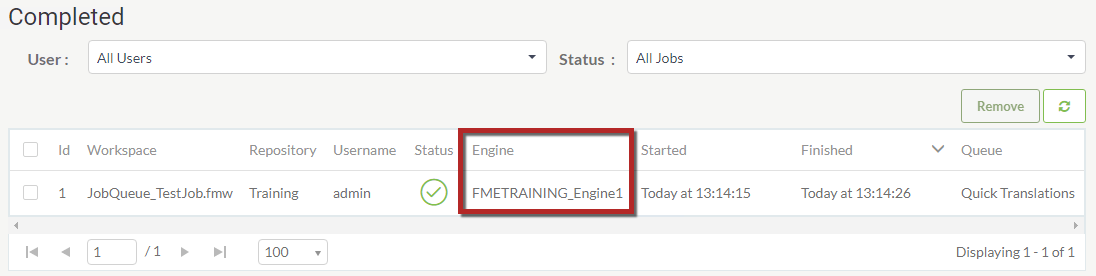 Completed
User : All Users Status : All Jobs
Remove
Id Workspace Repository Username Status Engine Started Finished Queue
1 JobQueue_TestJob.fmw Training admin FMETRAINING_Engine1 Today at 13:14:15 Today at 13:14:26 Quick Translations
1 / 1 100 Displaying 1 - 1 of 1